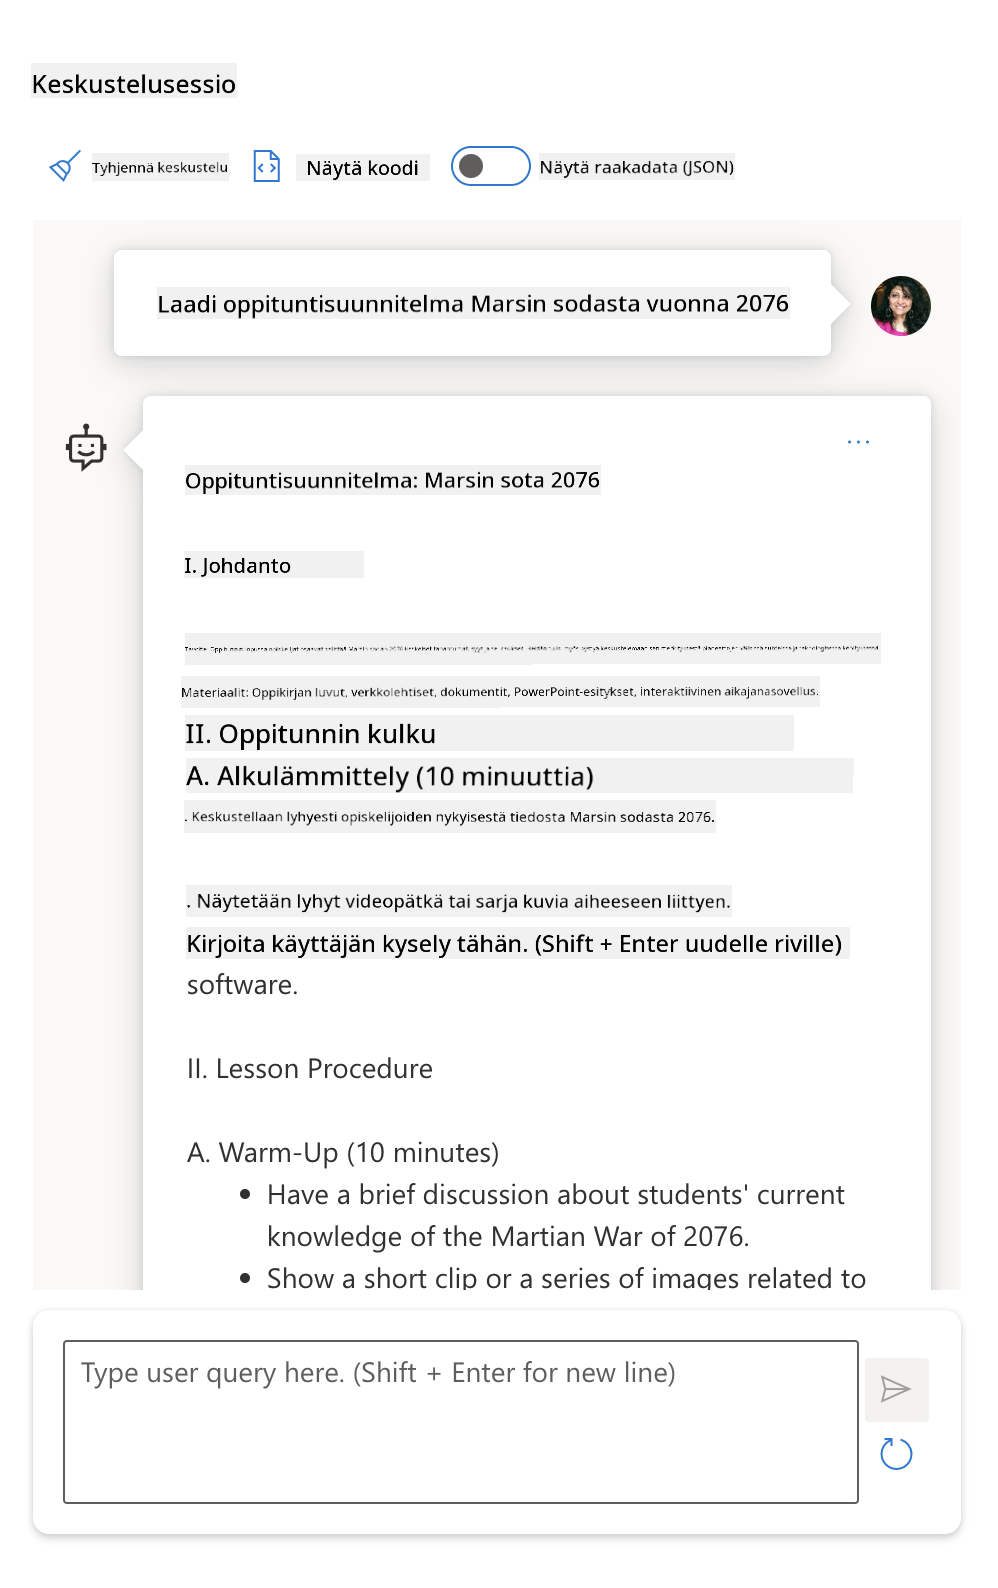 Keskustelusessio
Tyhjennä keskustelu
Näytä koodi
Näytä raakadata (JSON)
Laadi oppituntisuunnitelma Marsin sodasta vuonna 2076
Oppituntisuunnitelma: Marsin sota 2076
I. Johdanto
Materiaalit: Oppikirjan luvut, verkkolehtiset, dokumentit, PowerPoint-esitykset, interaktiivinen aikajanasovellus.
II. Oppitunnin kulku
A. Alkulämmittely (10 minuuttia)
. Keskustellaan lyhyesti opiskelijoiden nykyisestä tiedosta Marsin sodasta 2076.
. Näytetään lyhyt videopätkä tai sarja kuvia aiheeseen liittyen.
Kirjoita käyttäjän kysely tähän. (Shift + Enter uudelle riville)
software.
II. Lesson Procedure
A. Warm-Up (10 minutes)
• Have a brief discussion about students' current
knowledge of the Martian War of 2076.
• Show a short clip or a series of images related to
Type user query here. (Shift + Enter for new line)